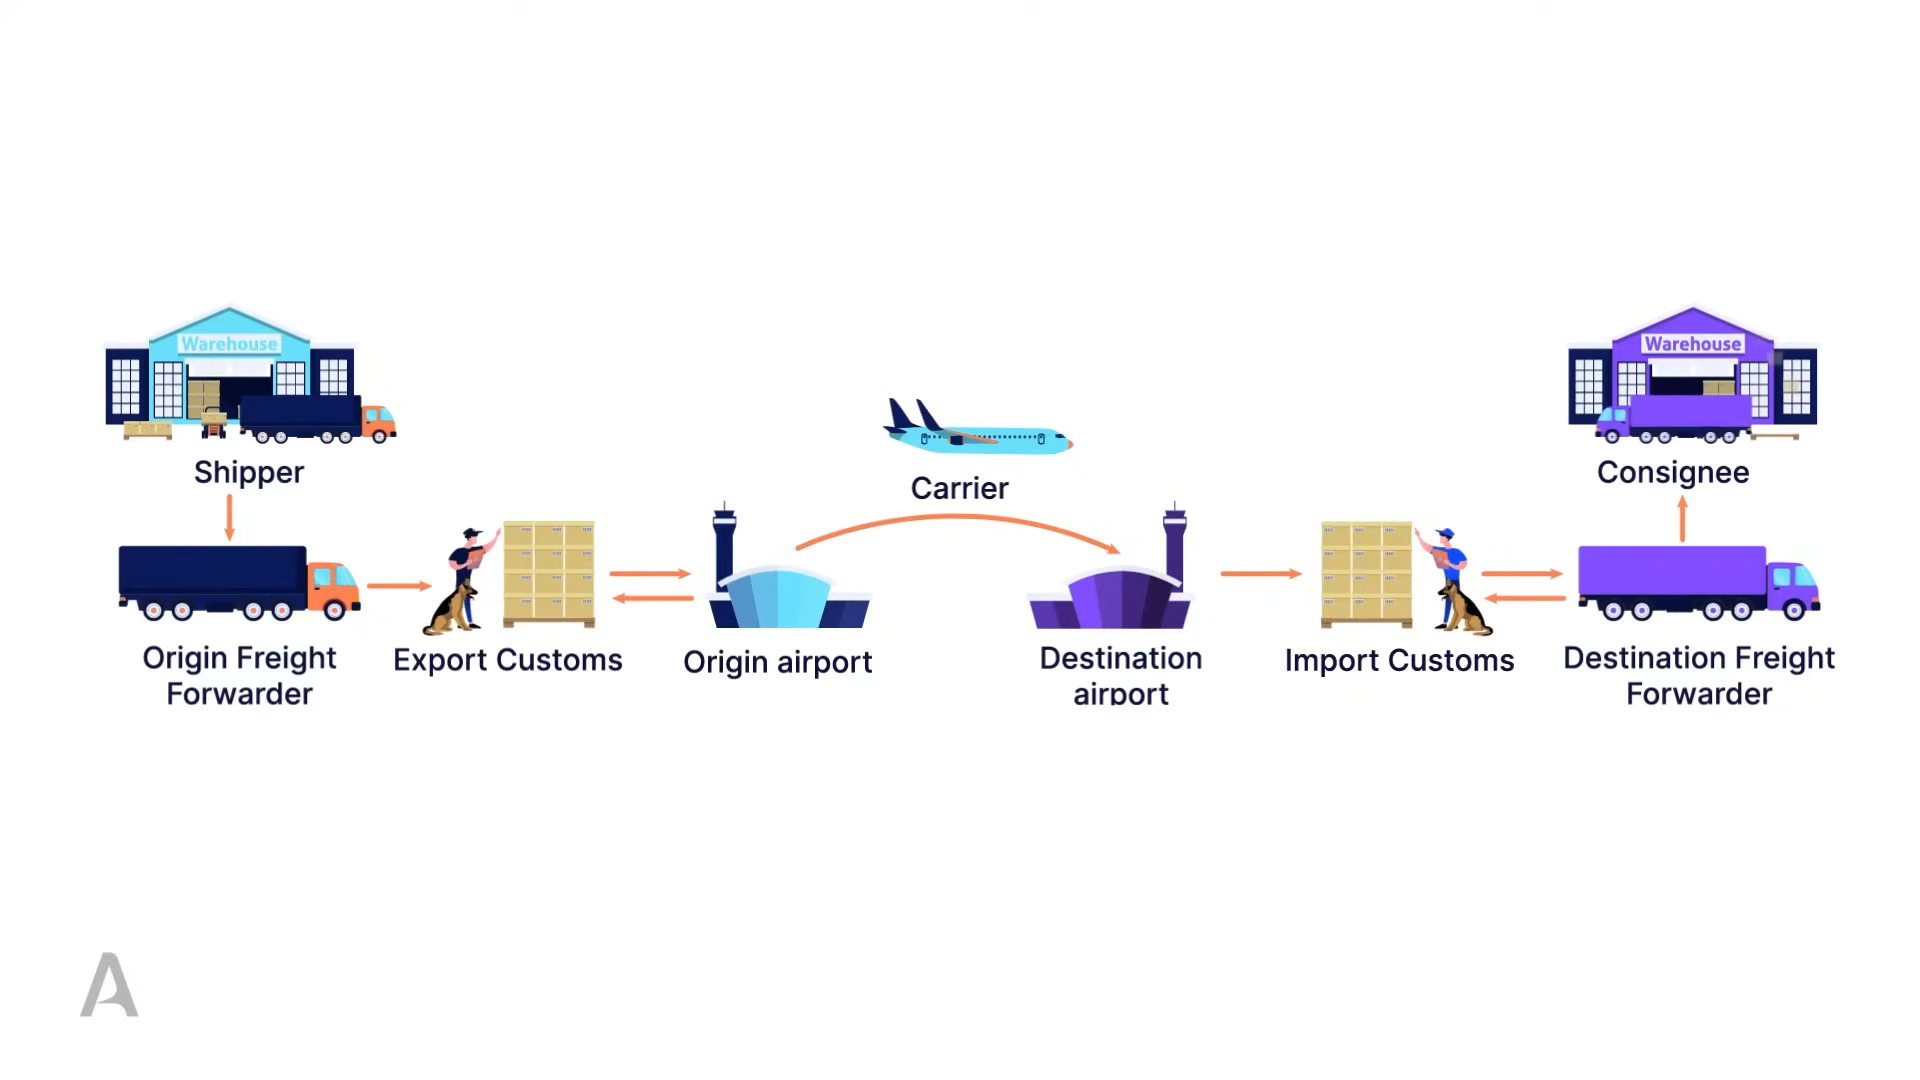 Warehouse
Shipper
Origin Freight
Forwarder
Export Customs
Origin airport
Carrier
Destination
airport
Import Customs
Destination Freight
Forwarder
Warehouse
Consignee
A